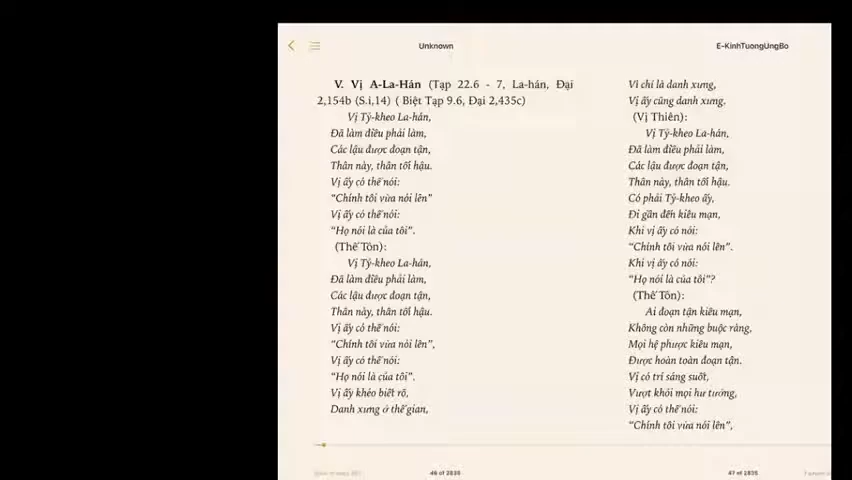 Unknown
E-KinhTuongUngBo
V. Vị A-La-Hán (Tạp 22.6 - 7, La-hán, Đại
2,154b (S.i,14) ( Biệt Tạp 9.6, Đại 2,435c)
Vị Tỷ-kheo La-hán,
Đã làm điều phải làm,
Các lậu được đoạn tận,
Thân này, thân tối hậu.
Vị ấy có thể nói:
“Chính tôi vừa nói lên”
Vị ấy có thể nói:
“Họ nói là của tôi”.
(Thế Tôn):
Vị Tỷ-kheo La-hán,
Đã làm điều phải làm,
Các lậu được đoạn tận,
Thân này, thân tối hậu.
Vị ấy có thể nói:
“Chính tôi vừa nói lên”,
Vị ấy có thể nói:
“Họ nói là của tôi”.
Vị ấy khéo biết rõ,
Danh xưng ở thế gian,
Vì chỉ là danh xưng,
Vị ấy cũng danh xưng.
(Vị Thiên):
Vị Tỷ-kheo La-hán,
Đã làm điều phải làm,
Các lậu được đoạn tận,
Thân này, thân tối hậu.
Có phải Tỷ-kheo ấy,
Đi gần đến kiêu mạn,
Khi vị ấy có nói:
“Chính tôi vừa nói lên”.
Khi vị ấy có nói:
“Họ nói là của tôi”?
(Thế Tôn):
Ai đoạn tận kiêu mạn,
Không còn những buộc ràng,
Mọi hệ phược kiêu mạn,
Được hoàn toàn đoạn tận.
Vị có trí sáng suốt,
Vượt khỏi mọi hư tưởng,
Vị ấy có thể nói:
“Chính tôi vừa nói lên”,
46 of 2835
47 of 2835